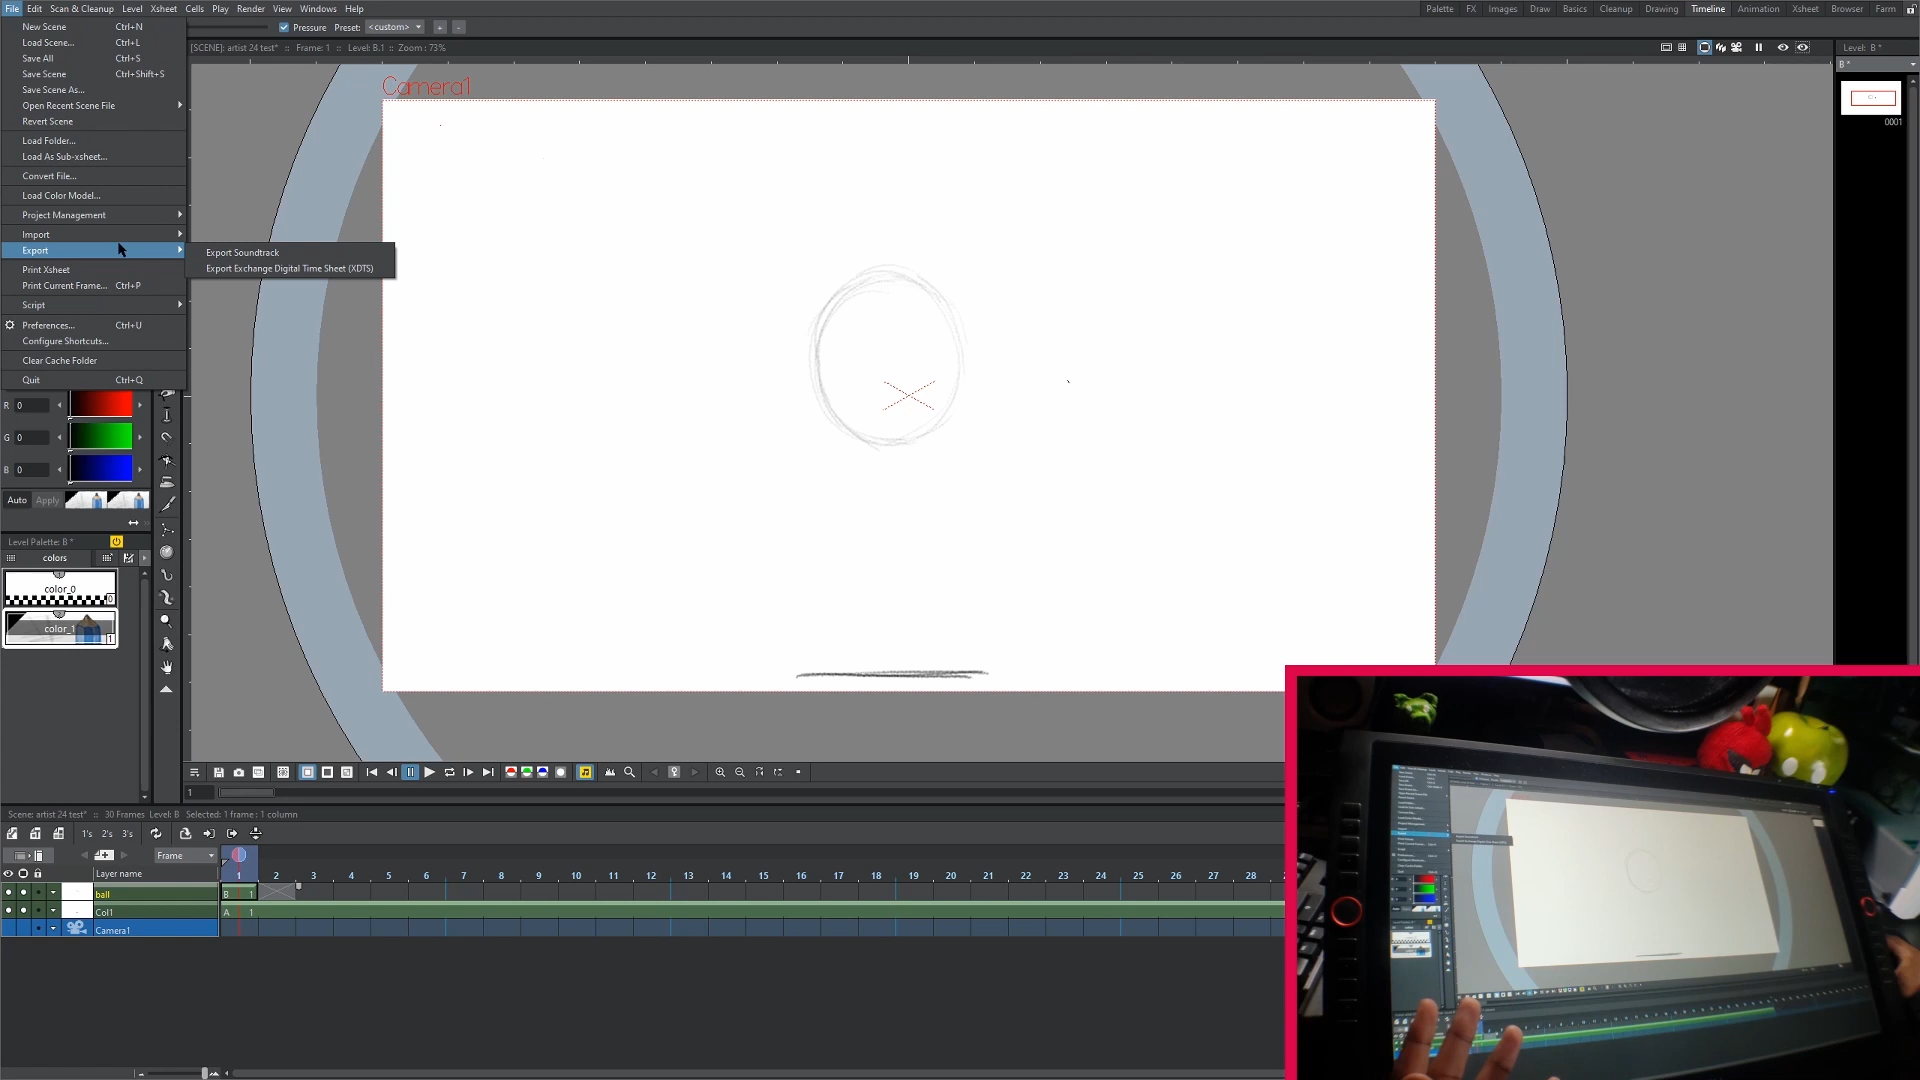 File Edit Scan & Cleanup Level Xsheet Cells Play Render View Windows Help
Palette FX Images Draw Basics Cleanup Drawing Timeline Animation Xsheet Browser Farm
New Scene Ctrl+N
Load Scene... Ctrl+L
Save All Ctrl+S
Save Scene Ctrl+Shift+S
Save Scene As...
Open Recent Scene File
Revert Scene
Load Folder...
Load As Sub-xsheet...
Convert File...
Load Color Model...
Project Management
Import
Export
Print Xsheet
Print Current Frame... Ctrl+P
Script
Preferences... Ctrl+U
Configure Shortcuts...
Clear Cache Folder
Quit Ctrl+Q
Export Soundtrack
Export Exchange Digital Time Sheet (XDTS)
Pressure Preset: <custom> + -
[SCENE]: artist 24 test* :: Frame: 1 :: Level: B.1 :: Zoom : 73%
Camera1
Level: B *
B *
0001
R 0
G 0
B 0
Auto Apply
Level Palette: B *
colors
color_0
0
color_1
1
1
Scene: artist 24 test* :: 30 Frames Level: B Selected: 1 frame : 1 column
1's 2's 3's
Frame
Layer name
1 2 3 4 5 6 7 8 9 10 11 12 13 14 15 16 17 18 19 20 21 22 23 24 25 26 27 28
ball B 1
Col1 A 1
Camera1